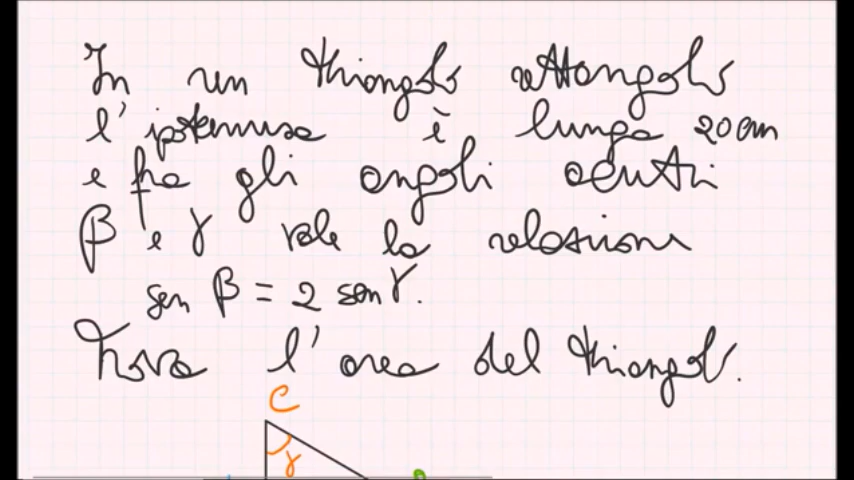 In un triangolo rettangolo
l'ipotenusa è lunga 20 cm
e fra gli angoli acuti
β e γ vale la relazione
sen β = 2 sen γ.
Trova l'area del triangolo.
C
γ